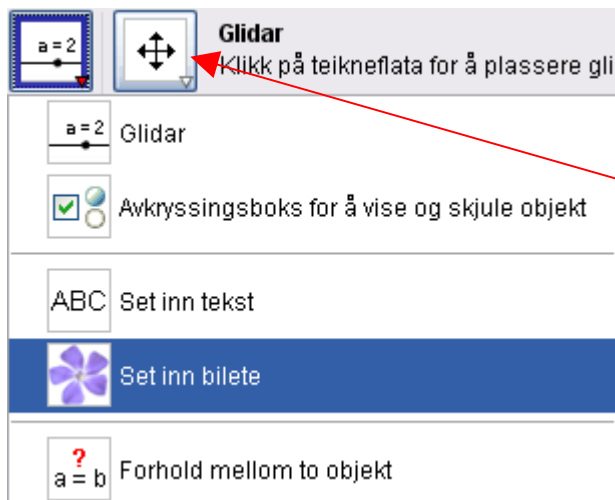 a = 2
Glidar
Klikk på teikneflata for å plassere gli
a = 2 Glidar
Avkryssingsboks for å vise og skjule objekt
ABC Set inn tekst
Set inn bilete
?
a = b Forhold mellom to objekt